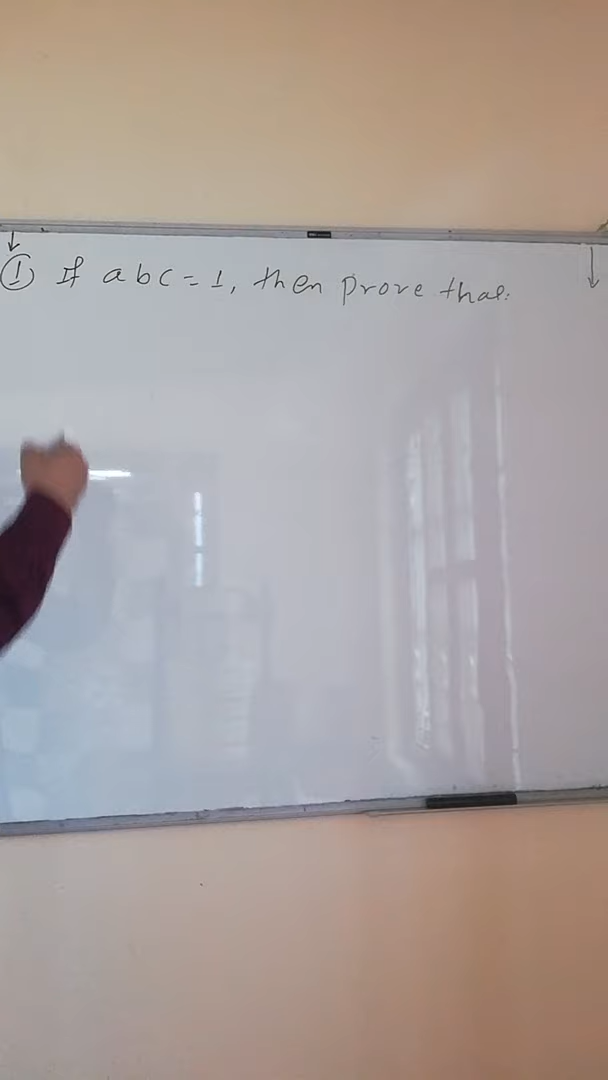 ① If abc = 1, then prove that: